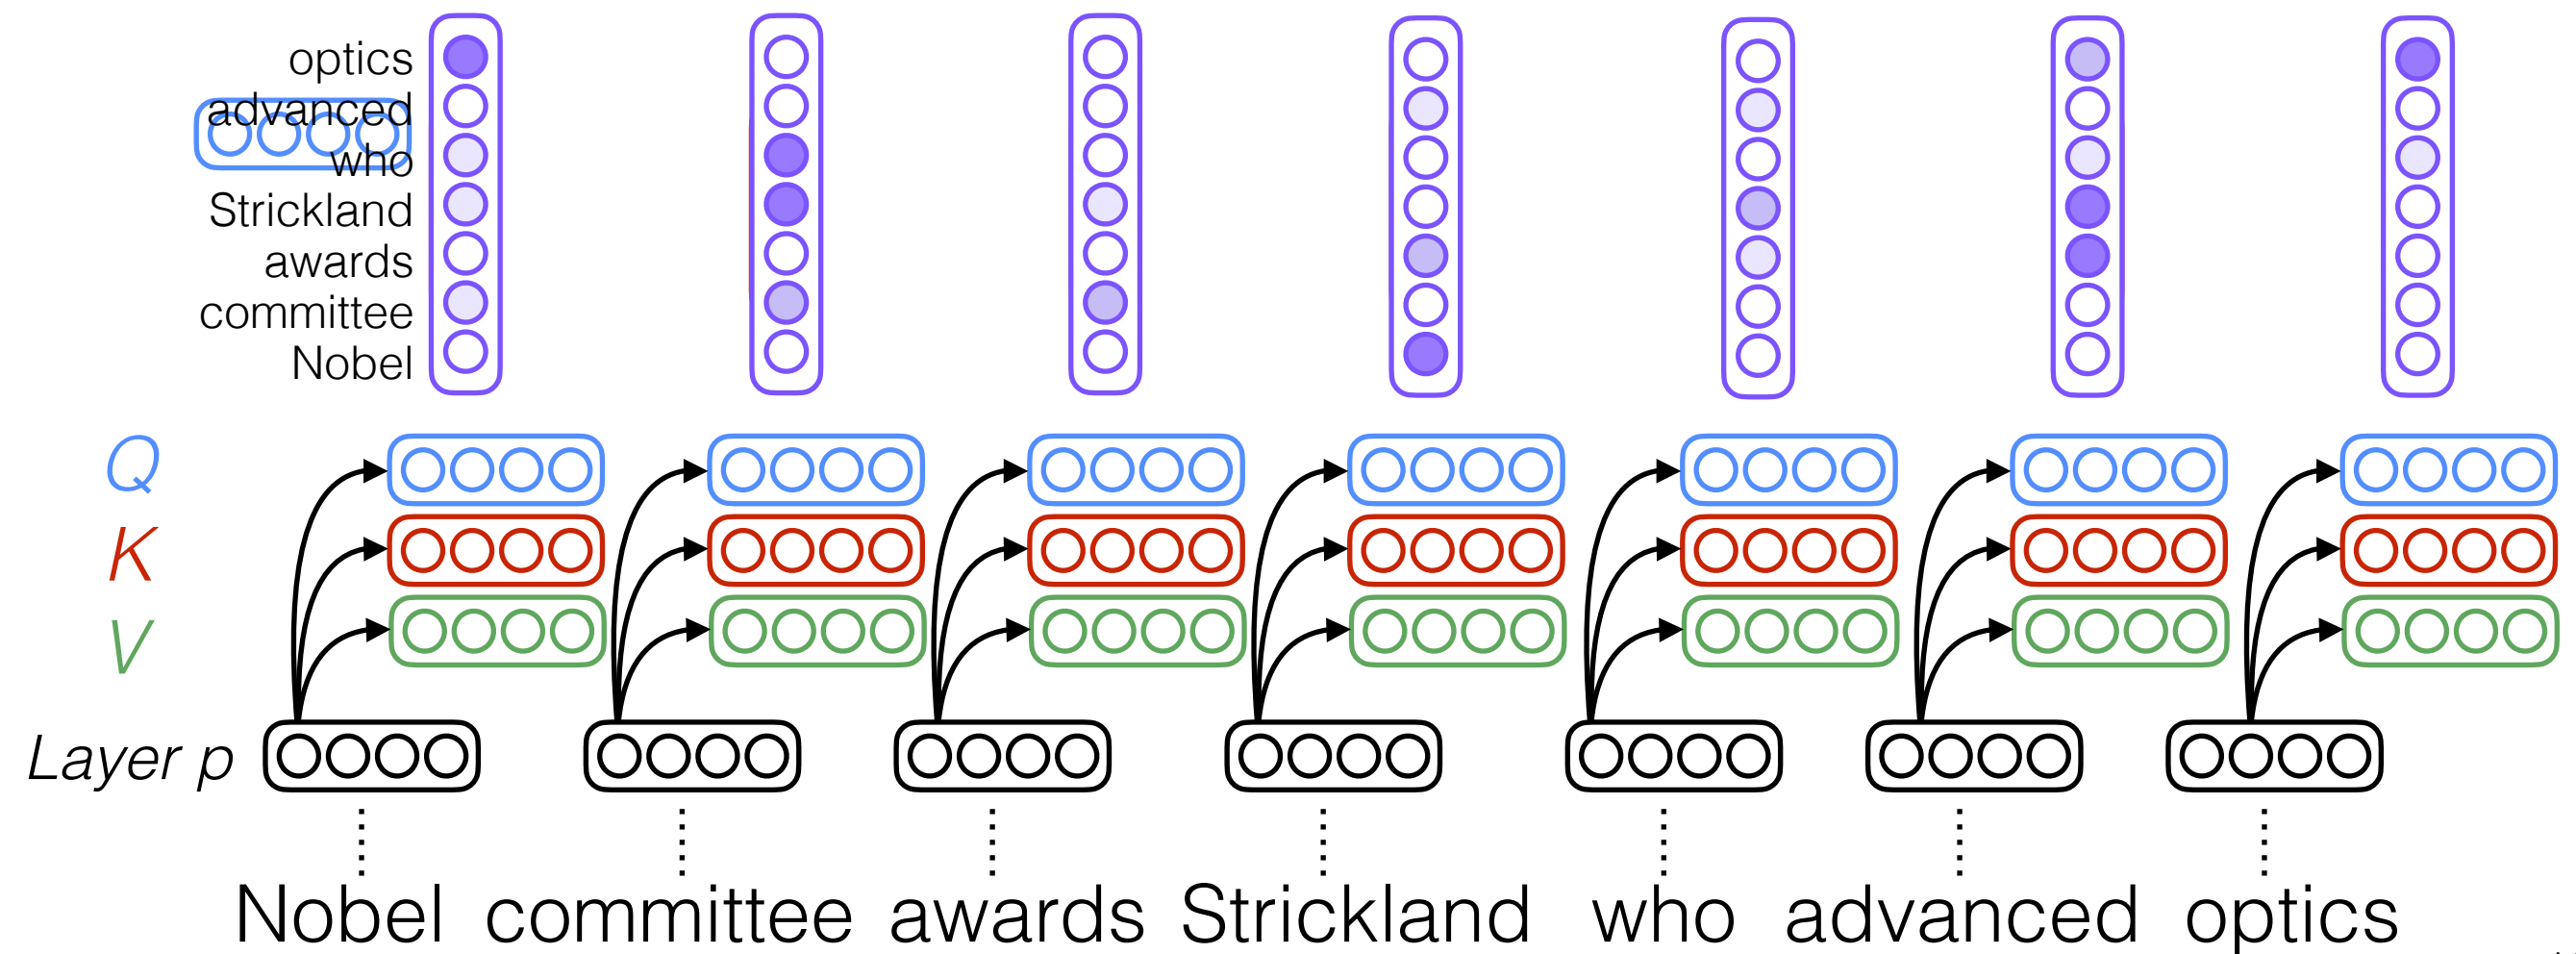 optics
advanced
who
Strickland
awards
committee
Nobel
Q
K
V
Layer p
Nobel committee awards Strickland who advanced optics